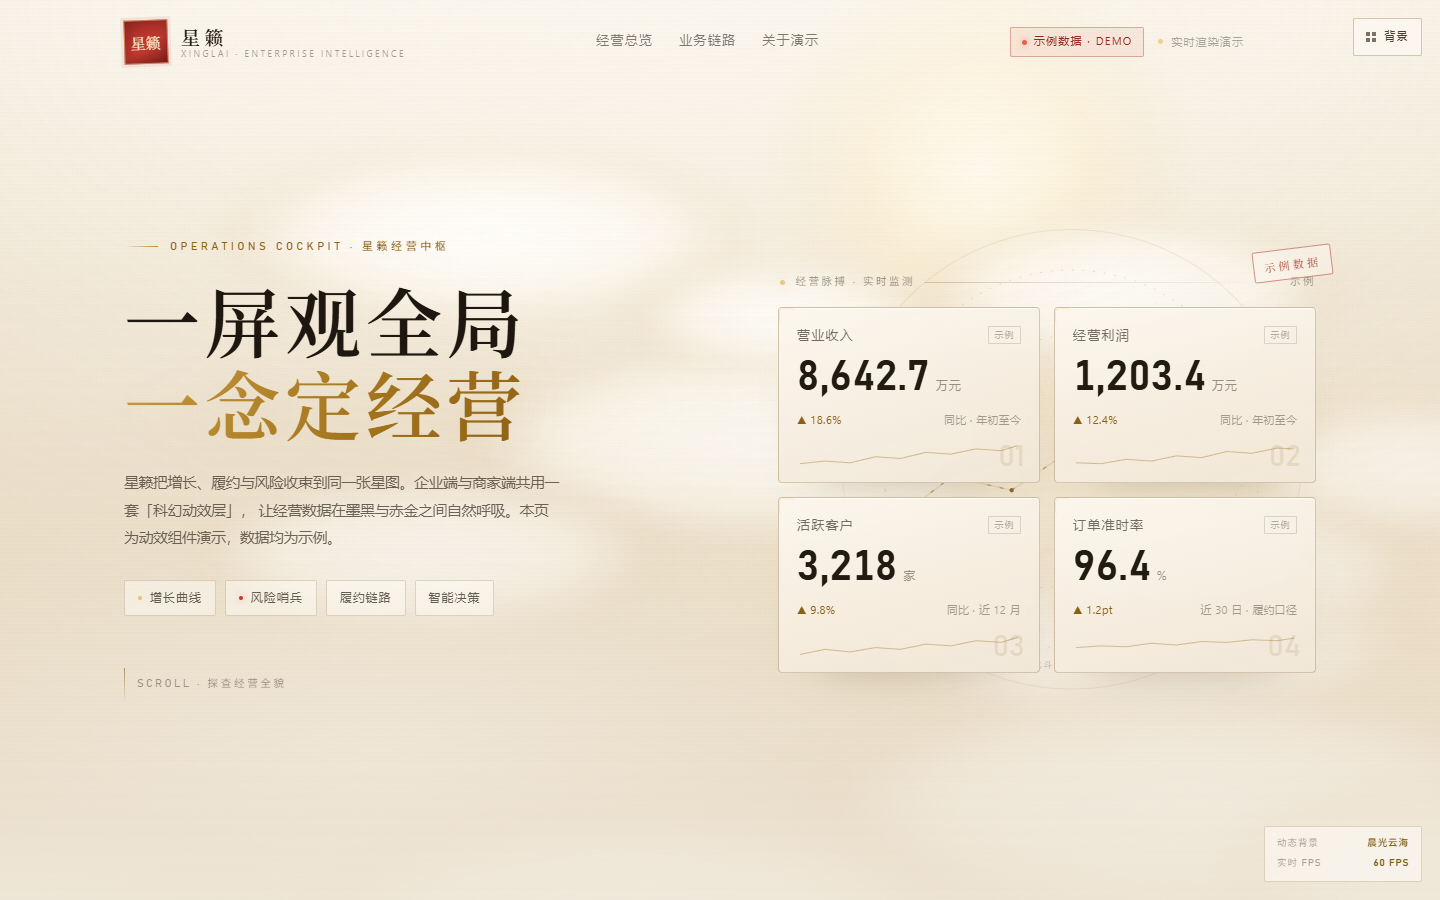 星籁
星籁
XINGLAI · ENTERPRISE INTELLIGENCE
经营总览
业务链路
关于演示
示例数据 · DEMO
实时渲染演示
背景
OPERATIONS COCKPIT · 星籁经营中枢
一屏观全局
一念定经营
星籁把增长、履约与风险收束到同一张星图。企业端与商家端共用一
套「科幻动效层」，让经营数据在墨黑与赤金之间自然呼吸。本页
为动效组件演示，数据均为示例。
增长曲线
风险哨兵
履约链路
智能决策
SCROLL · 探查经营全貌
经营脉搏 · 实时监测
示例数据
示例
营业收入
示例
8,642.7 万元
▲ 18.6%
同比 · 年初至今
01
经营利润
示例
1,203.4 万元
▲ 12.4%
同比 · 年初至今
02
活跃客户
示例
3,218 家
▲ 9.8%
同比 · 近 12 月
03
订单准时率
示例
96.4 %
▲ 1.2pt
近 30 日 · 履约口径
04
斗
动态背景
晨光云海
实时 FPS
60 FPS